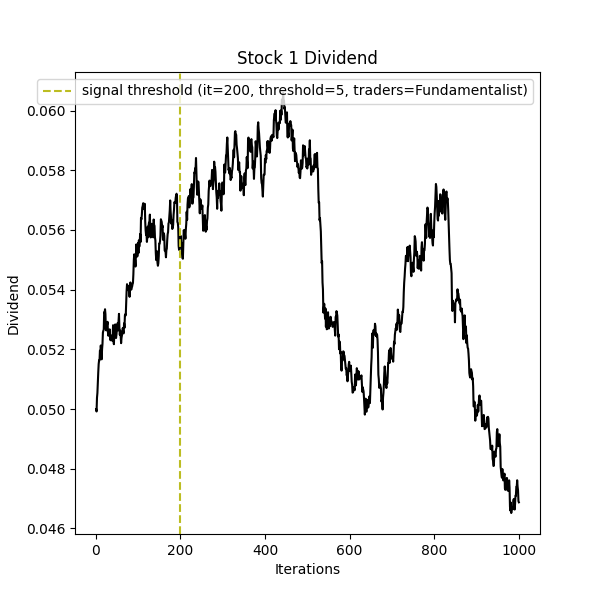 Stock 1 Dividend
signal threshold (it=200, threshold=5, traders=Fundamentalist)
0.060
0.058
0.056
0.054
0.052
0.050
0.048
0.046
Dividend
0 200 400 600 800 1000
Iterations